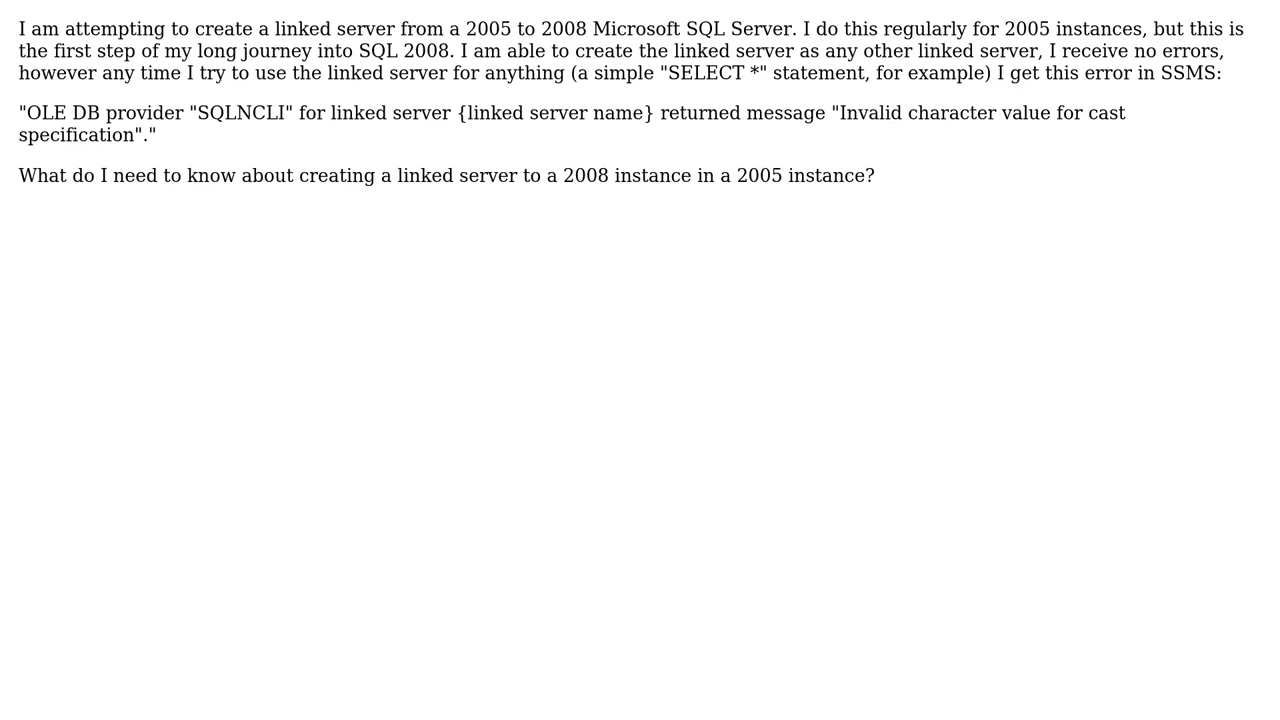 I am attempting to create a linked server from a 2005 to 2008 Microsoft SQL Server. I do this regularly for 2005 instances, but this is
the first step of my long journey into SQL 2008. I am able to create the linked server as any other linked server, I receive no errors,
however any time I try to use the linked server for anything (a simple "SELECT *" statement, for example) I get this error in SSMS:
"OLE DB provider "SQLNCLI" for linked server {linked server name} returned message "Invalid character value for cast
specification"."
What do I need to know about creating a linked server to a 2008 instance in a 2005 instance?